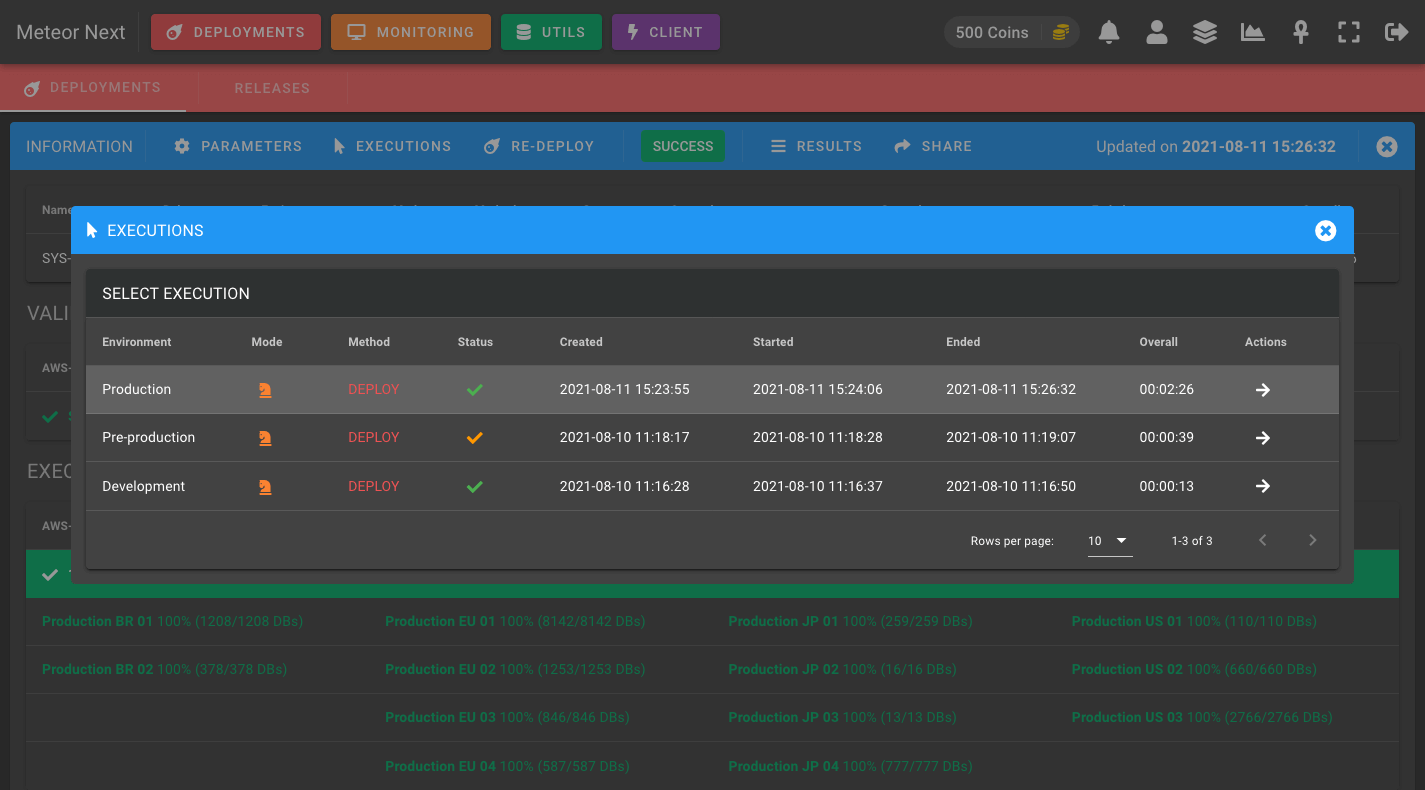 Meteor Next DEPLOYMENTS MONITORING UTILS CLIENT 500 Coins
DEPLOYMENTS RELEASES
INFORMATION PARAMETERS EXECUTIONS RE-DEPLOY SUCCESS RESULTS SHARE Updated on 2021-08-11 15:26:32
Name
SYS-
EXECUTIONS
SELECT EXECUTION
Environment Mode Method Status Created Started Ended Overall Actions
Production DEPLOY 2021-08-11 15:23:55 2021-08-11 15:24:06 2021-08-11 15:26:32 00:02:26
Pre-production DEPLOY 2021-08-10 11:18:17 2021-08-10 11:18:28 2021-08-10 11:19:07 00:00:39
Development DEPLOY 2021-08-10 11:16:28 2021-08-10 11:16:37 2021-08-10 11:16:50 00:00:13
Rows per page: 10 1-3 of 3
VALI
AWS-
EXEC
AWS-
Production BR 01 100% (1208/1208 DBs) Production EU 01 100% (8142/8142 DBs) Production JP 01 100% (259/259 DBs) Production US 01 100% (110/110 DBs)
Production BR 02 100% (378/378 DBs) Production EU 02 100% (1253/1253 DBs) Production JP 02 100% (16/16 DBs) Production US 02 100% (660/660 DBs)
Production EU 03 100% (846/846 DBs) Production JP 03 100% (13/13 DBs) Production US 03 100% (2766/2766 DBs)
Production EU 04 100% (587/587 DBs) Production JP 04 100% (777/777 DBs)